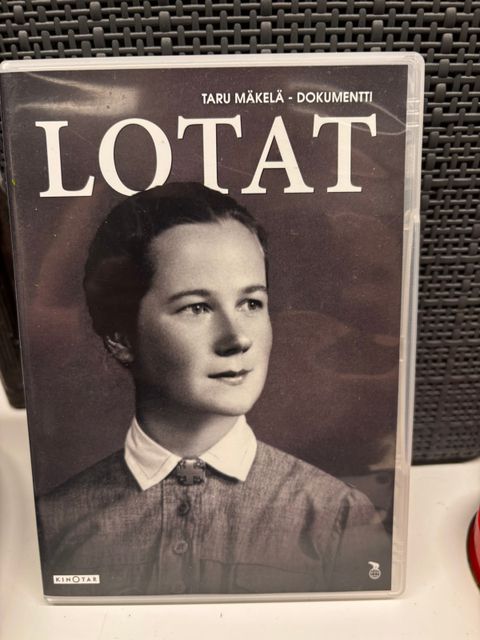 TARU MÄKELÄ - DOKUMENTTI
LOTAT
KINOTAR